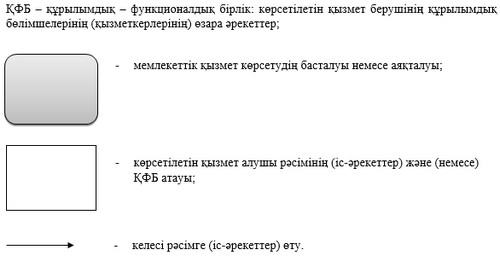 ҚФБ – құрылымдық – функционалдық бірлік: көрсетілетін қызмет берушінің құрылымдық
бөлімшелерінің (қызметкерлерінің) өзара әрекеттер;
- мемлекеттік қызмет көрсетудің басталуы немесе аяқталуы;
- көрсетілетін қызмет алушы рәсімінің (іс-әрекеттер) және (немесе)
ҚФБ атауы;
- келесі рәсімге (іс-әрекеттер) өту.